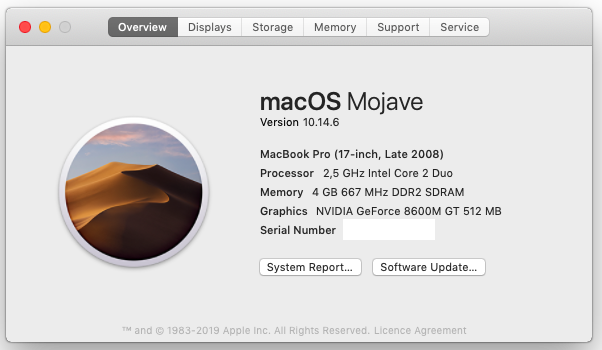 Overview Displays Storage Memory Support Service
macOS Mojave
Version 10.14.6
MacBook Pro (17-inch, Late 2008)
Processor 2,5 GHz Intel Core 2 Duo
Memory 4 GB 667 MHz DDR2 SDRAM
Graphics NVIDIA GeForce 8600M GT 512 MB
Serial Number
System Report... Software Update...
™ and © 1983-2019 Apple Inc. All Rights Reserved. Licence Agreement